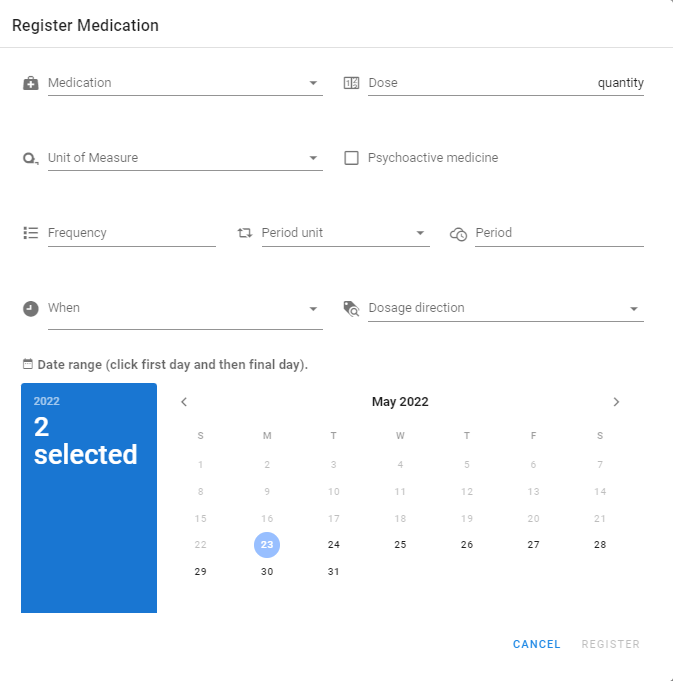 Register Medication
Medication
Dose quantity
Unit of Measure
Psychoactive medicine
Frequency
Period unit
Period
When
Dosage direction
Date range (click first day and then final day).
2022
2
selected
May 2022
S M T W T F S
1 2 3 4 5 6 7
8 9 10 11 12 13 14
15 16 17 18 19 20 21
22 23 24 25 26 27 28
29 30 31
CANCEL REGISTER